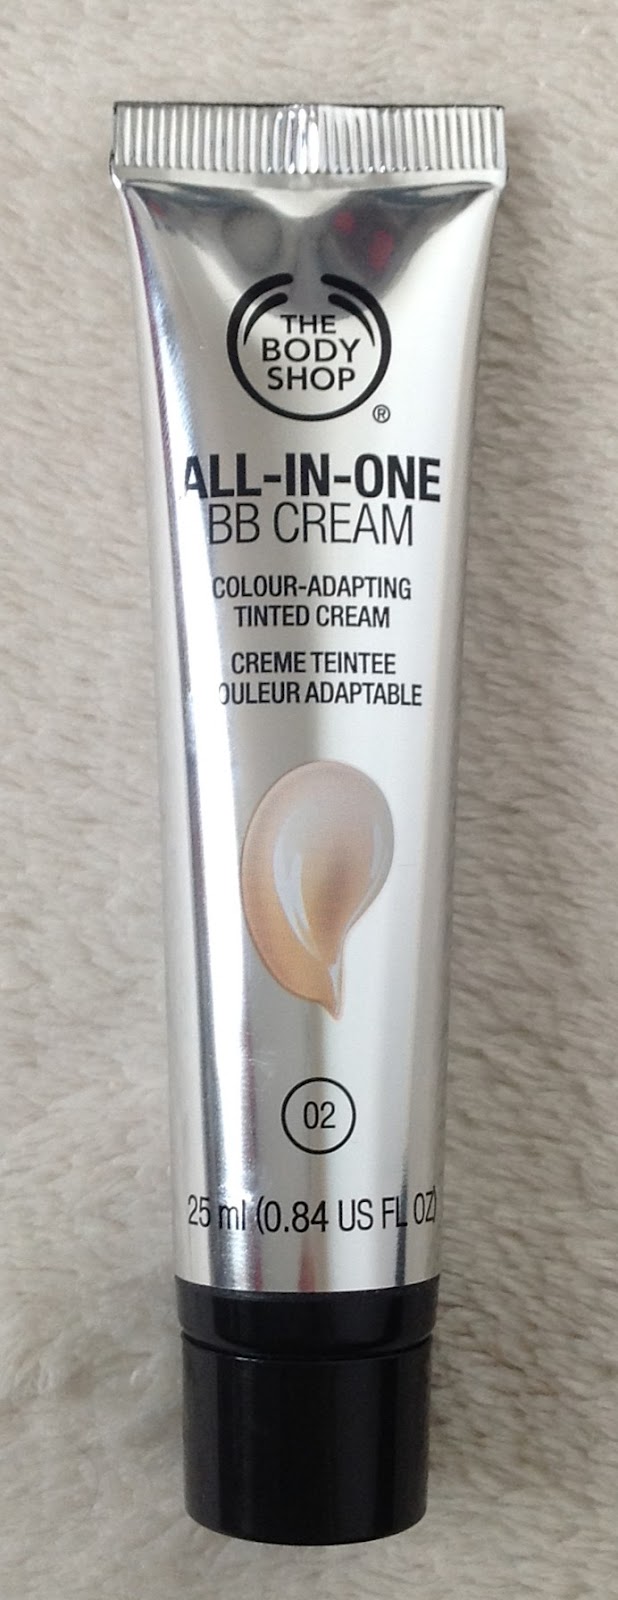 THE
BODY
SHOP
®
ALL-IN-ONE
BB CREAM
COLOUR-ADAPTING
TINTED CREAM
CREME TEINTEE
OULEUR ADAPTABLE
02
25 ml (0.84 US FL OZ)